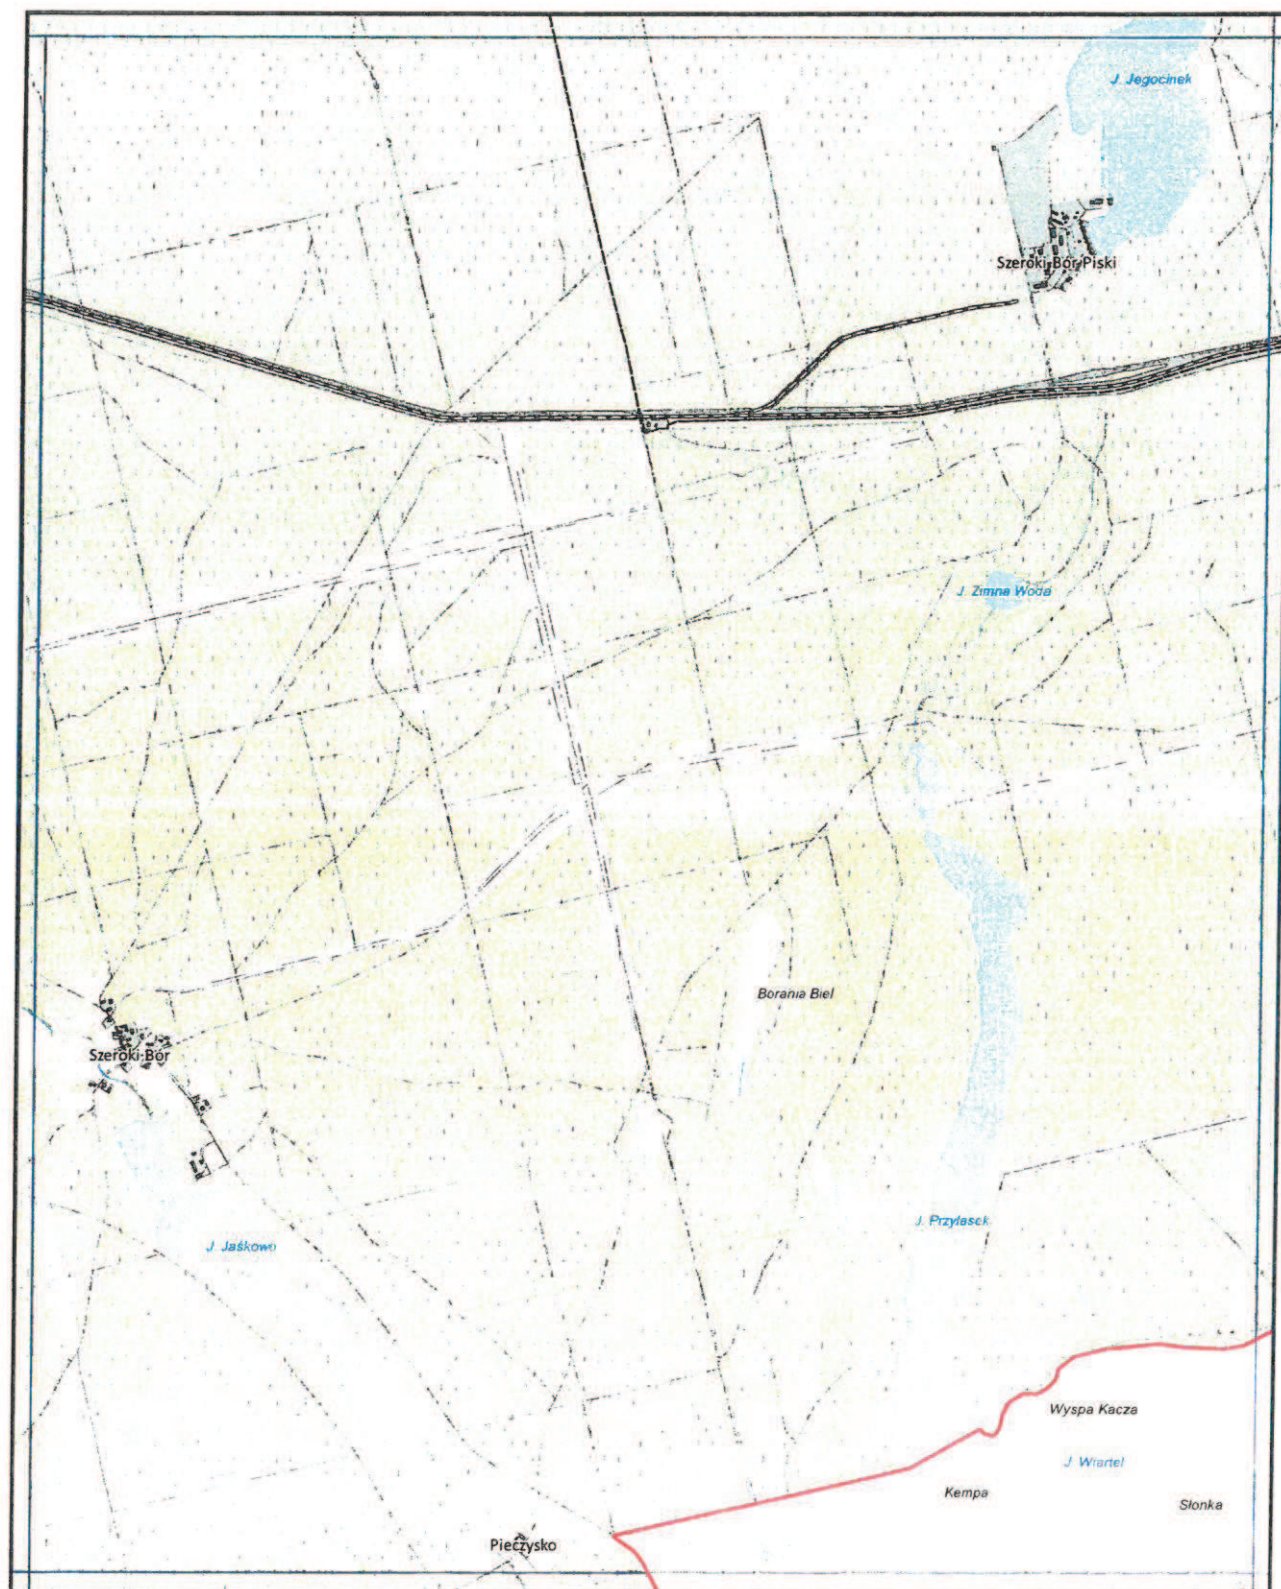 J. Jegocinek
Szeroki Bór Piski
J. Zimna Woda
Borania Biel
Szeroki Bór
J. Przylasek
J. Jaśkowo
Wyspa Kacza
J. Wiartel
Kempa
Słonka
Pieczysko